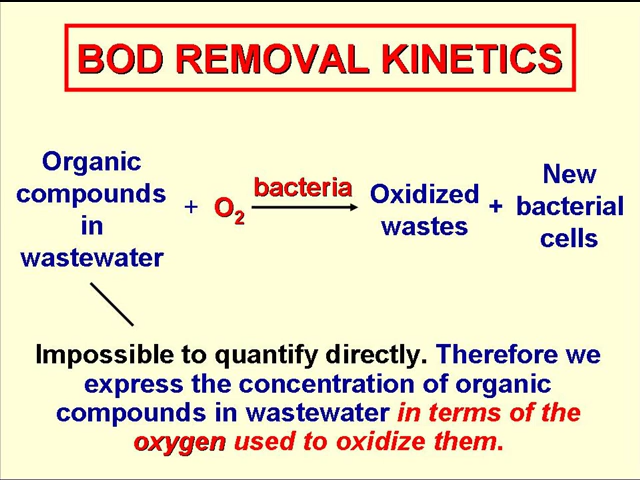 BOD REMOVAL KINETICS
Organic
compounds
in
wastewater
+ O2
bacteria
Oxidized
wastes
+
New
bacterial
cells
Impossible to quantify directly. Therefore we
express the concentration of organic
compounds in wastewater in terms of the
oxygen used to oxidize them.